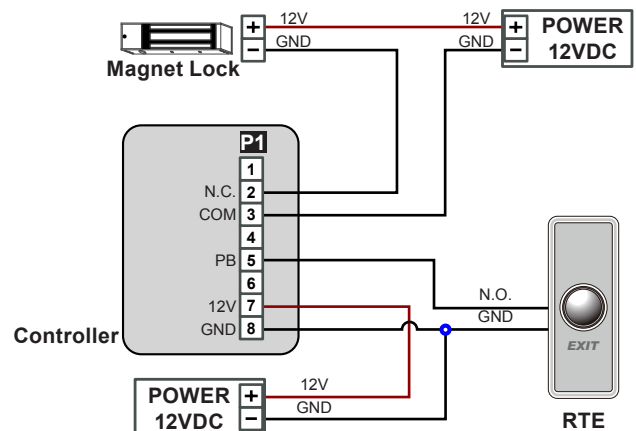 12V
12V
+
+
POWER
GND
GND
−
−
12VDC
Magnet Lock
P1
1
N.C. 2
COM 3
4
PB 5
6
N.O.
12V 7
GND
GND 8
Controller
EXIT
12V
POWER +
GND
12VDC −
RTE